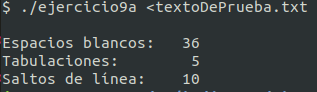 $ ./ejercicio9a <textoDePrueba.txt
Espacios blancos: 36
Tabulaciones: 5
Saltos de línea: 10